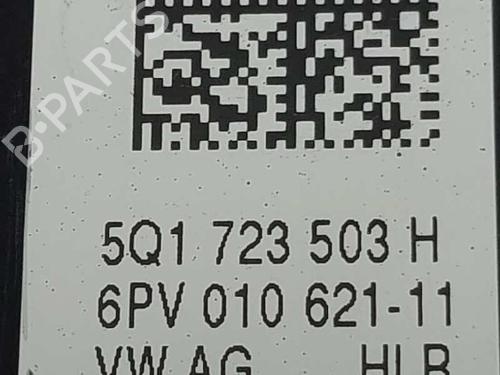 B-PARTS
5Q1 723 503 H
6PV 010 621-11
VW AG HLB